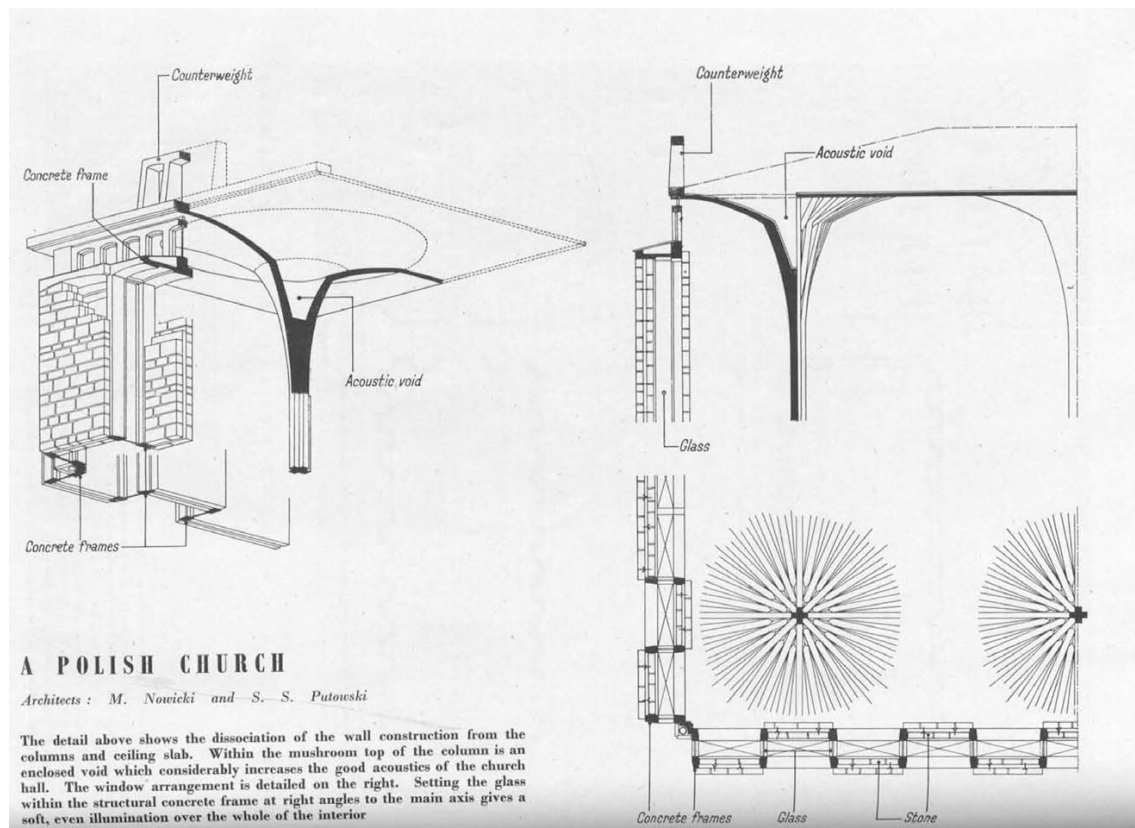 Counterweight
Concrete frame
Acoustic void
Concrete frames
Counterweight
Acoustic void
Glass
Concrete frames
Glass
Stone
A POLISH CHURCH
Architects : M. Nowicki and S. S. Putowski
The detail above shows the dissociation of the wall construction from the
columns and ceiling slab. Within the mushroom top of the column is an
enclosed void which considerably increases the good acoustics of the church
hall. The window arrangement is detailed on the right. Setting the glass
within the structural concrete frame at right angles to the main axis gives a
soft, even illumination over the whole of the interior